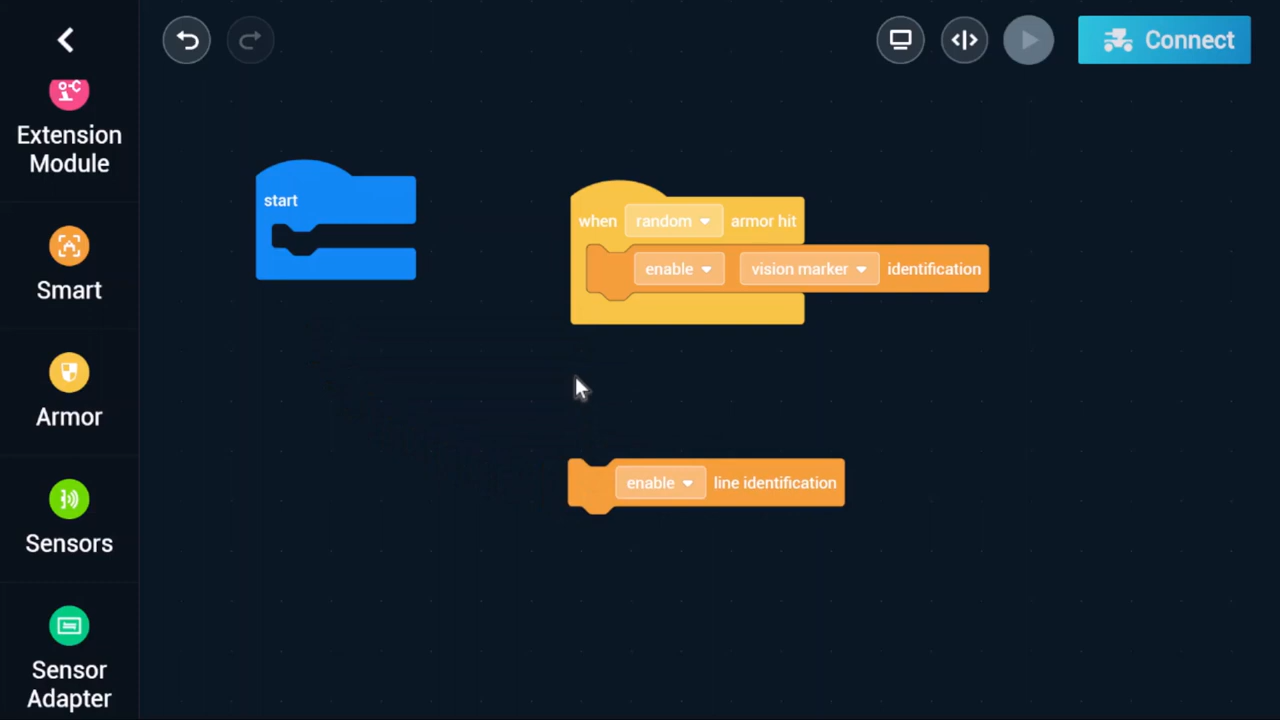 Connect
Extension
Module
Smart
Armor
Sensors
Sensor
Adapter
start
when random armor hit
enable vision marker identification
enable line identification